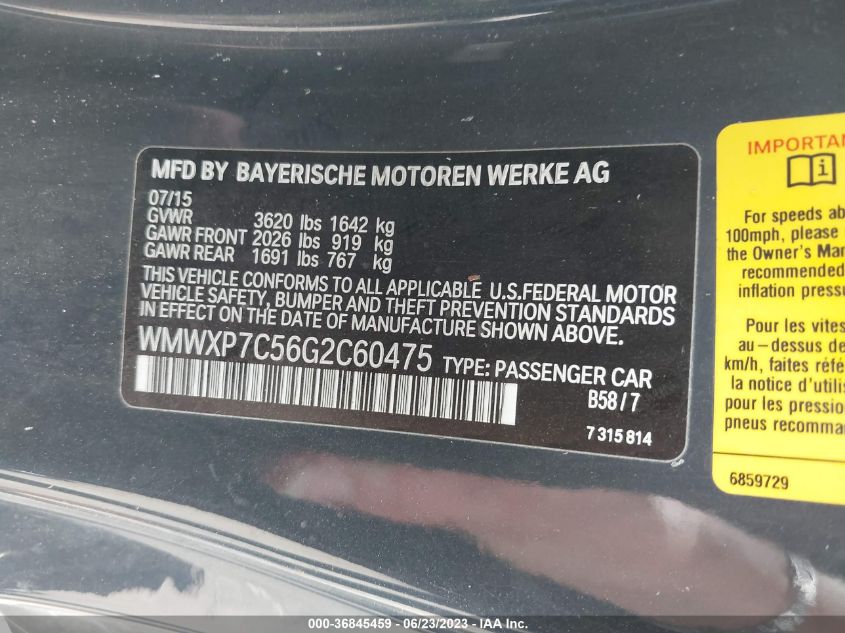 MFD BY BAYERISCHE MOTOREN WERKE AG
07/15
GVWR 3620 lbs 1642 kg
GAWR FRONT 2026 lbs 919 kg
GAWR REAR 1691 lbs 767 kg
THIS VEHICLE CONFORMS TO ALL APPLICABLE U.S.FEDERAL MOTOR
VEHICLE SAFETY, BUMPER AND THEFT PREVENTION STANDARDS
IN EFFECT ON THE DATE OF MANUFACTURE SHOWN ABOVE.
WMWXP7C56G2C60475 TYPE: PASSENGER CAR
B58/7
7 315 814
IMPORTAN
i
For speeds ab
100mph, please
the Owner's Man
recommended
inflation pressu
Pour les vites
au - dessus de
km/h, faites réfé
la notice d'utilis
pour les pression
pneus recomman
6859729
000-36845459 - 06/23/2023 - IAA Inc.